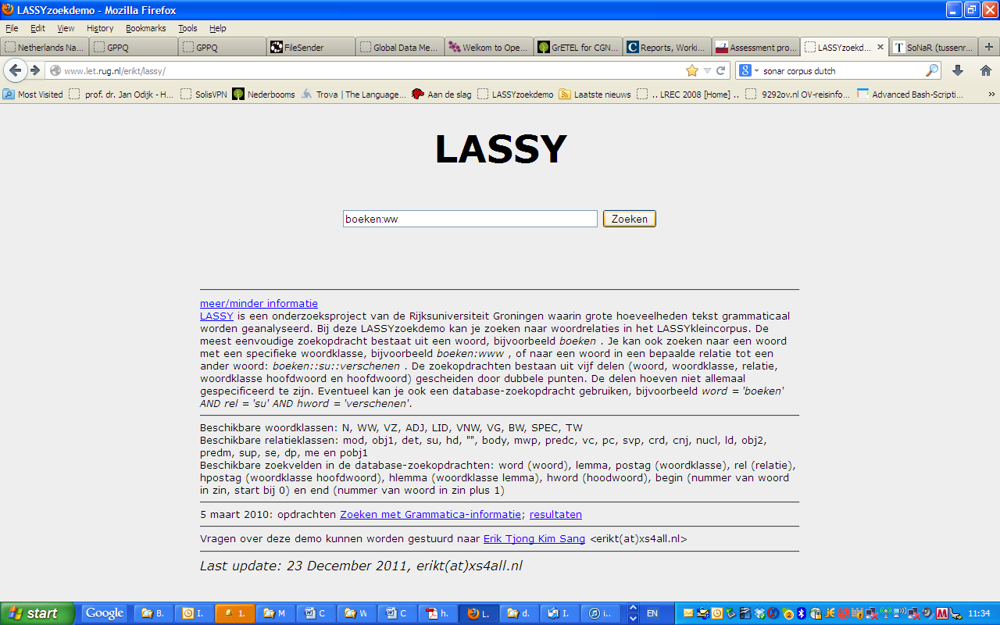 LASSYzoekdemo - Mozilla Firefox
File Edit View History Bookmarks Tools Help
Netherlands Na... GPPQ GPPQ FileSender Global Data Me... Welkom to Ope... GrETEL for CGN... Reports, Worki... Assessment pro... LASSYzoekd... SoNaR (tussenr...
www.let.rug.nl/erikt/lassy/ sonar corpus dutch
Most Visited prof. dr. Jan Odijk - H... SolisVPN Nederbooms Trova | The Language... Aan de slag LASSYzoekdemo Laatste nieuws .. LREC 2008 [Home] .. 9292ov.nl OV-reisinfo... Advanced Bash-Scripti... »
LASSY
boeken:ww Zoeken
meer/minder informatie
LASSY is een onderzoeksproject van de Rijksuniversiteit Groningen waarin grote hoeveelheden tekst grammaticaal
worden geanalyseerd. Bij deze LASSYzoekdemo kan je zoeken naar woordrelaties in het LASSYkleincorpus. De
meest eenvoudige zoekopdracht bestaat uit een woord, bijvoorbeeld boeken . Je kan ook zoeken naar een woord
met een specifieke woordklasse, bijvoorbeeld boeken:www , of naar een woord in een bepaalde relatie tot een
ander woord: boeken::su::verschenen . De zoekopdrachten bestaan uit vijf delen (woord, woordklasse, relatie,
woordklasse hoofdwoord en hoofdwoord) gescheiden door dubbele punten. De delen hoeven niet allemaal
gespecificeerd te zijn. Eventueel kan je ook een database-zoekopdracht gebruiken, bijvoorbeeld word = 'boeken'
AND rel = 'su' AND hword = 'verschenen'.
Beschikbare woordklassen: N, WW, VZ, ADJ, LID, VNW, VG, BW, SPEC, TW
Beschikbare relatieklassen: mod, obj1, det, su, hd, "", body, mwp, predc, vc, pc, svp, crd, cnj, nucl, ld, obj2,
predm, sup, se, dp, me en pobj1
Beschikbare zoekvelden in de database-zoekopdrachten: word (woord), lemma, postag (woordklasse), rel (relatie),
hpostag (woordklasse hoofdwoord), hlemma (woordklasse lemma), hword (hoodwoord), begin (nummer van woord
in zin, start bij 0) en end (nummer van woord in zin plus 1)
5 maart 2010: opdrachten Zoeken met Grammatica-informatie; resultaten
Vragen over deze demo kunnen worden gestuurd naar Erik Tjong Kim Sang <erikt(at)xs4all.nl>
Last update: 23 December 2011, erikt(at)xs4all.nl
start Google B. I. 1. M C W C h. L. d. I. i... EN 11:34